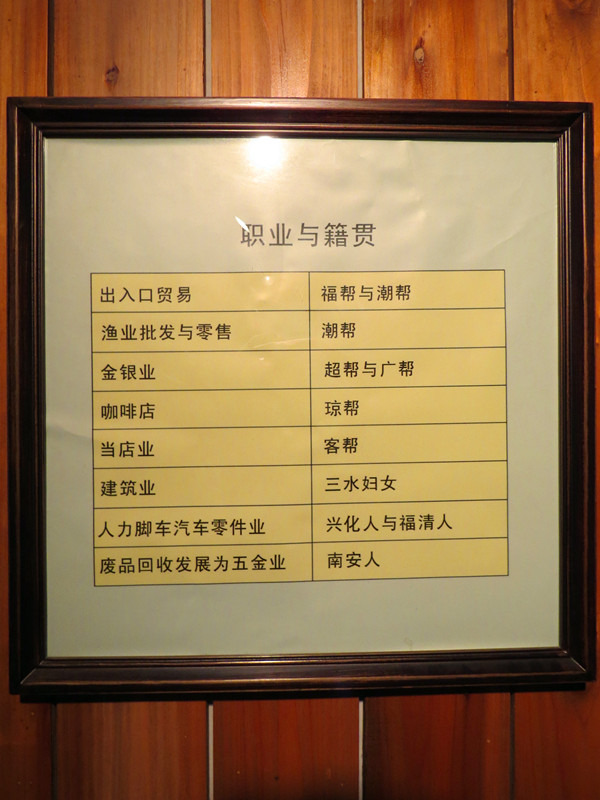 职业与籍贯
出入口贸易 福帮与潮帮
渔业批发与零售 潮帮
金银业 超帮与广帮
咖啡店 琼帮
当店业 客帮
建筑业 三水妇女
人力脚车汽车零件业 兴化人与福清人
废品回收发展为五金业 南安人